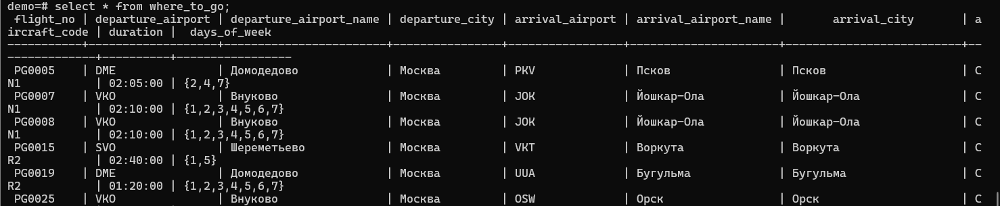 demo=# select * from where_to_go;
 flight_no | departure_airport | departure_airport_name | departure_city | arrival_airport | arrival_airport_name |       arrival_city       | a
ircraft_code | duration |  days_of_week
-----------+-------------------+------------------------+----------------+-----------------+----------------------+--------------------------+--
-------------+----------+-----------------
 PG0005    | DME               | Домодедово             | Москва         | PKV             | Псков                | Псков                    | C
N1           | 02:05:00 | {2,4,7}
 PG0007    | VKO               | Внуково                | Москва         | JOK             | Йошкар-Ола           | Йошкар-Ола               | C
N1           | 02:10:00 | {1,2,3,4,5,6,7}
 PG0008    | VKO               | Внуково                | Москва         | JOK             | Йошкар-Ола           | Йошкар-Ола               | C
N1           | 02:10:00 | {1,2,3,4,5,6,7}
 PG0015    | SVO               | Шереметьево            | Москва         | VKT             | Воркута              | Воркута                  | C
R2           | 02:40:00 | {1,5}
 PG0019    | DME               | Домодедово             | Москва         | UUA             | Бугульма             | Бугульма                 | C
R2           | 01:20:00 | {1,2,3,4,5,6,7}
 PG0025    | VKO               | Внуково                | Москва         | OSW             | Орск                 | Орск                     | C